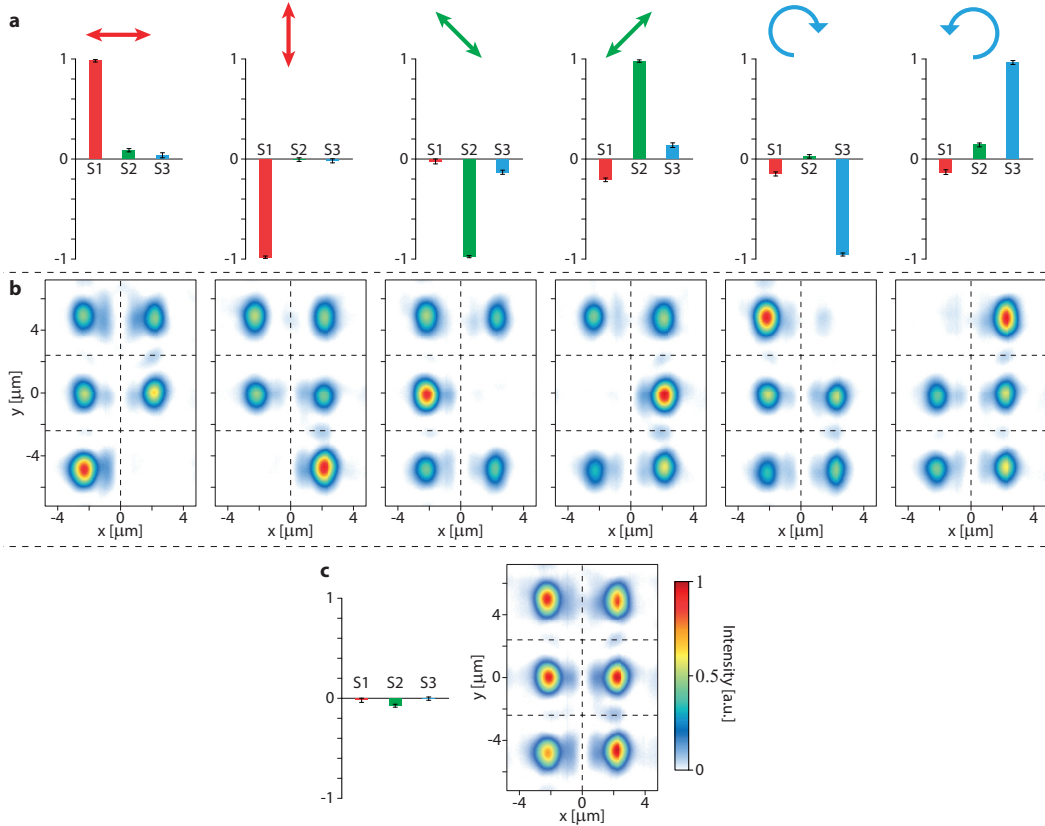 a
1 1 1 1 1 1
S1 S2 S3 S1 S2 S3 S1 S2 S3 S1 S3 S1 S2 S3 S1 S3
0 0 0 0 0 0
S1 S2 S3 S2 S2
-1 -1 -1 -1 -1 -1
b
4
0
-4
y [μm]
-4 0 4 -4 0 4 -4 0 4 -4 0 4 -4 0 4 -4 0 4
x [μm] x [μm] x [μm] x [μm] x [μm] x [μm]
c
1
S1 S2 S3
0
-1
4
0
-4
y [μm]
-4 0 4
x [μm]
1
0.5
0
Intensity [a.u.]